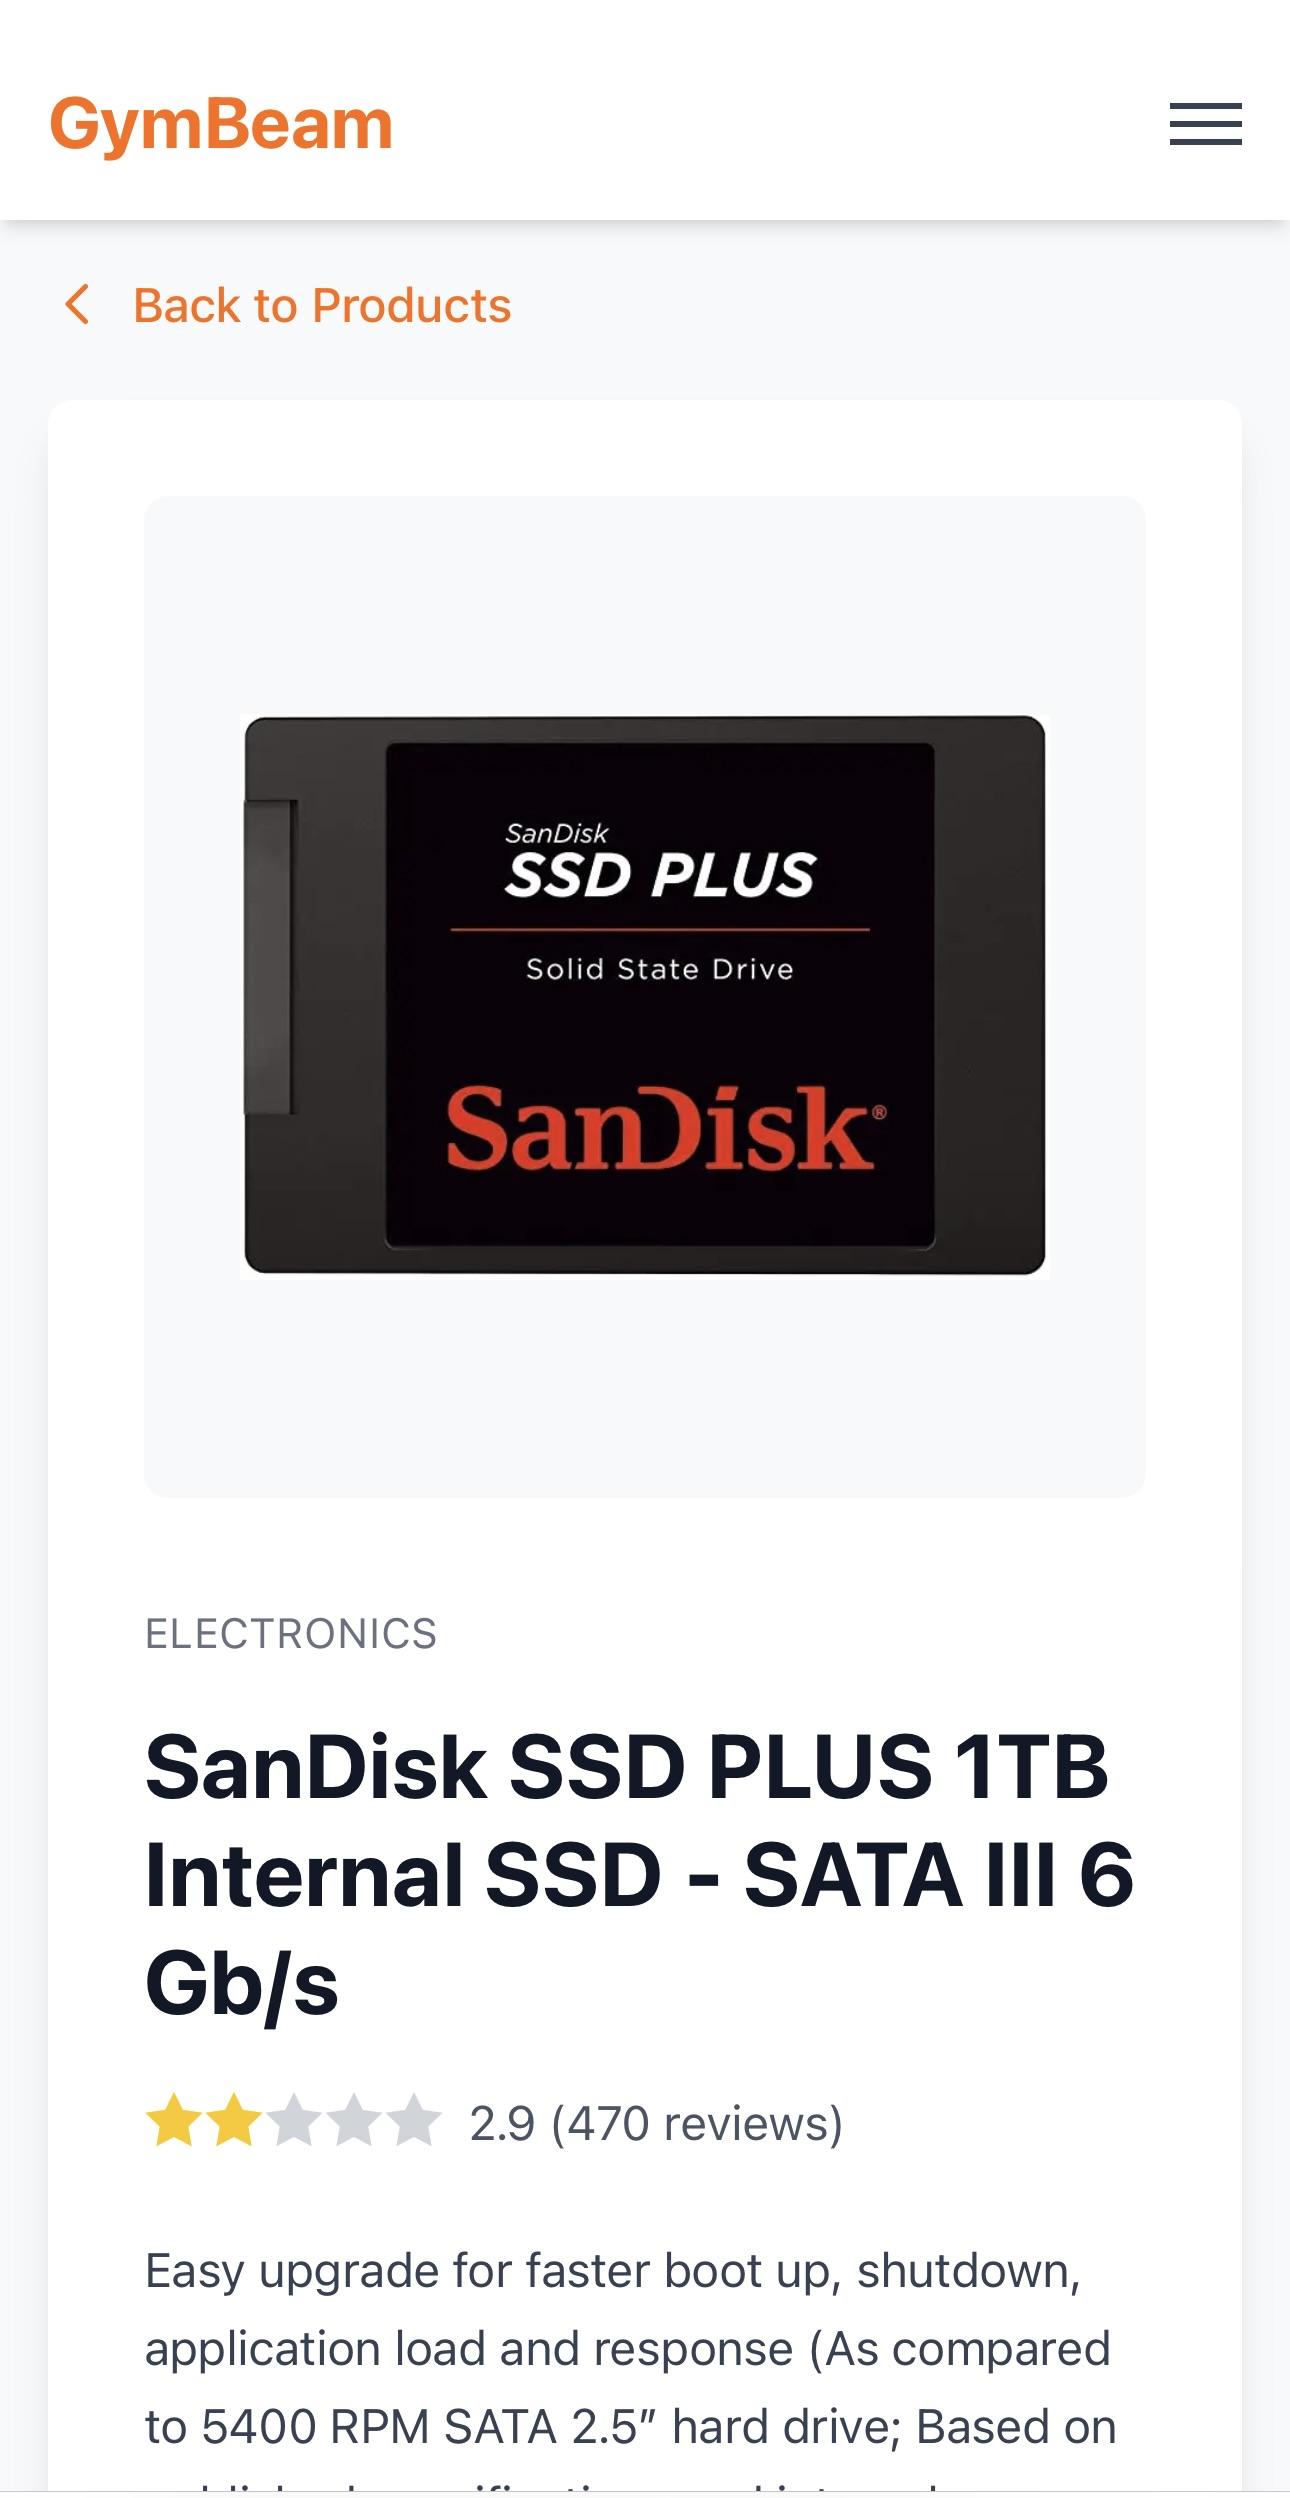 GymBeam
Back to Products
SanDisk
SSD PLUS
Solid State Drive
SanDisk®
ELECTRONICS
SanDisk SSD PLUS 1TB
Internal SSD - SATA III 6
Gb/s
2.9 (470 reviews)
Easy upgrade for faster boot up, shutdown,
application load and response (As compared
to 5400 RPM SATA 2.5” hard drive; Based on